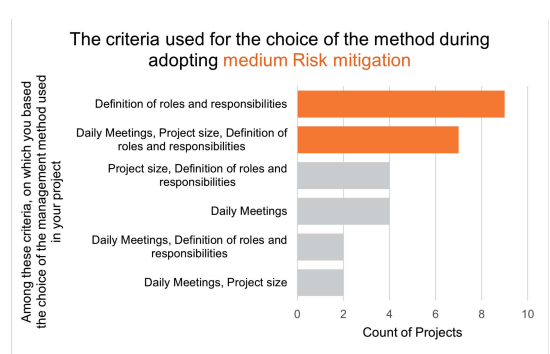 The criteria used for the choice of the method during
adopting medium Risk mitigation
Among these criteria, on which you based
the choice of the management method used
in your project
Definition of roles and responsibilities
Daily Meetings, Project size, Definition of
roles and responsibilities
Project size, Definition of roles and
responsibilities
Daily Meetings
Daily Meetings, Definition of roles and
responsibilities
Daily Meetings, Project size
0 2 4 6 8 10
Count of Projects